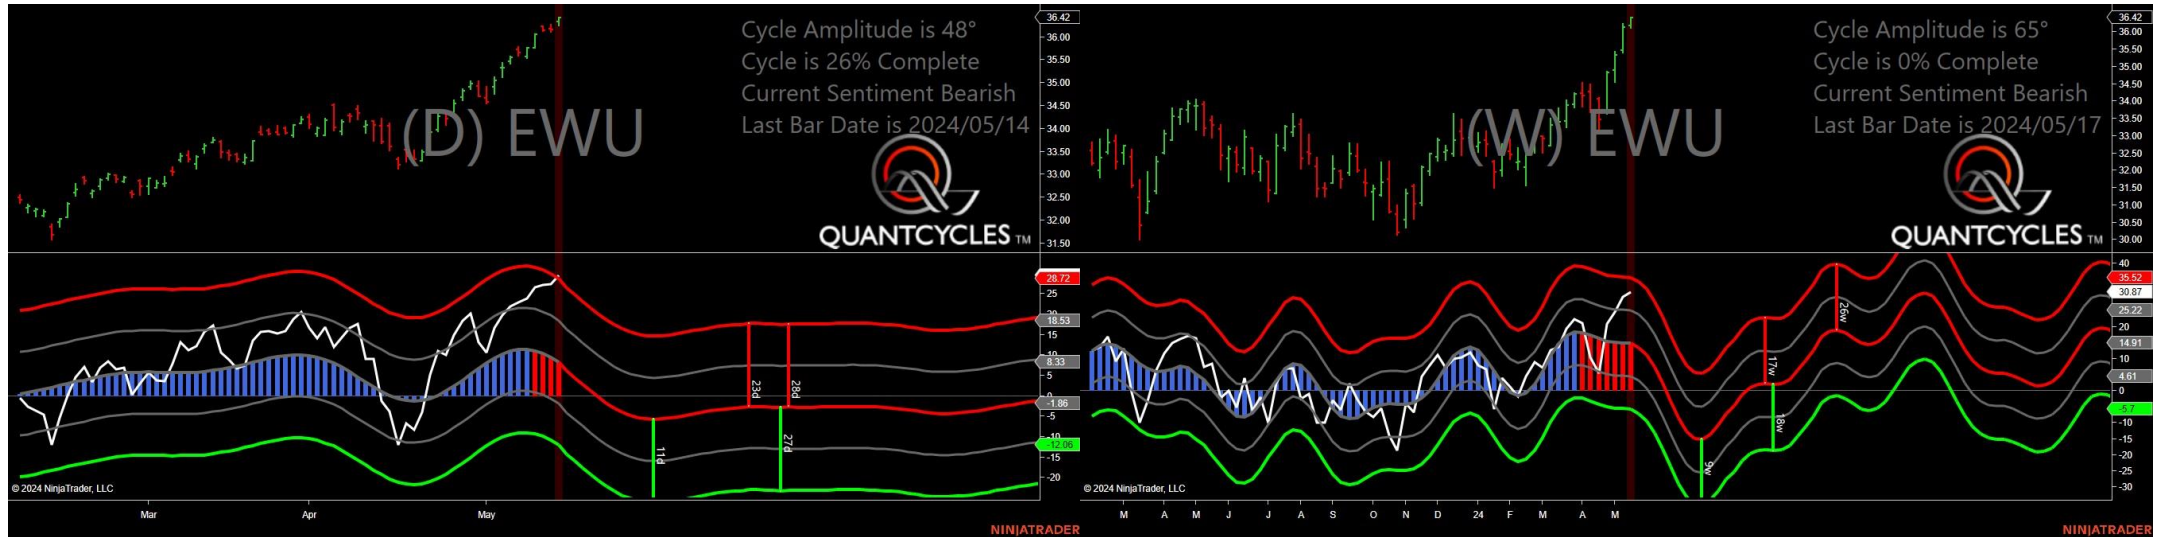 36.42
36.00
35.50
35.00
34.50
34.00
33.50
33.00
32.50
32.00
31.50
Cycle Amplitude is 48°
Cycle is 26% Complete
Current Sentiment Bearish
Last Bar Date is 2024/05/14
(D) EWU
QUANTCYCLES TM
28.72
25
18.53
8.33
5
-1.86
-5
-12.06
-15
-20
23d
28d
11d
27d
© 2024 NinjaTrader, LLC
Mar Apr May
NINJATRADER
36.42
36.00
35.50
35.00
34.50
34.00
33.50
33.00
32.50
32.00
31.50
31.00
30.50
30.00
Cycle Amplitude is 65°
Cycle is 0% Complete
Current Sentiment Bearish
Last Bar Date is 2024/05/17
(W) EWU
QUANTCYCLES TM
40
35.52
30.87
25.22
20
14.91
10
4.61
0
-5.7
-10
-15
-20
-25
-30
26w
17w
18w
9w
© 2024 NinjaTrader, LLC
M A M J J A S O N D 24 F M A M
NINJATRADER